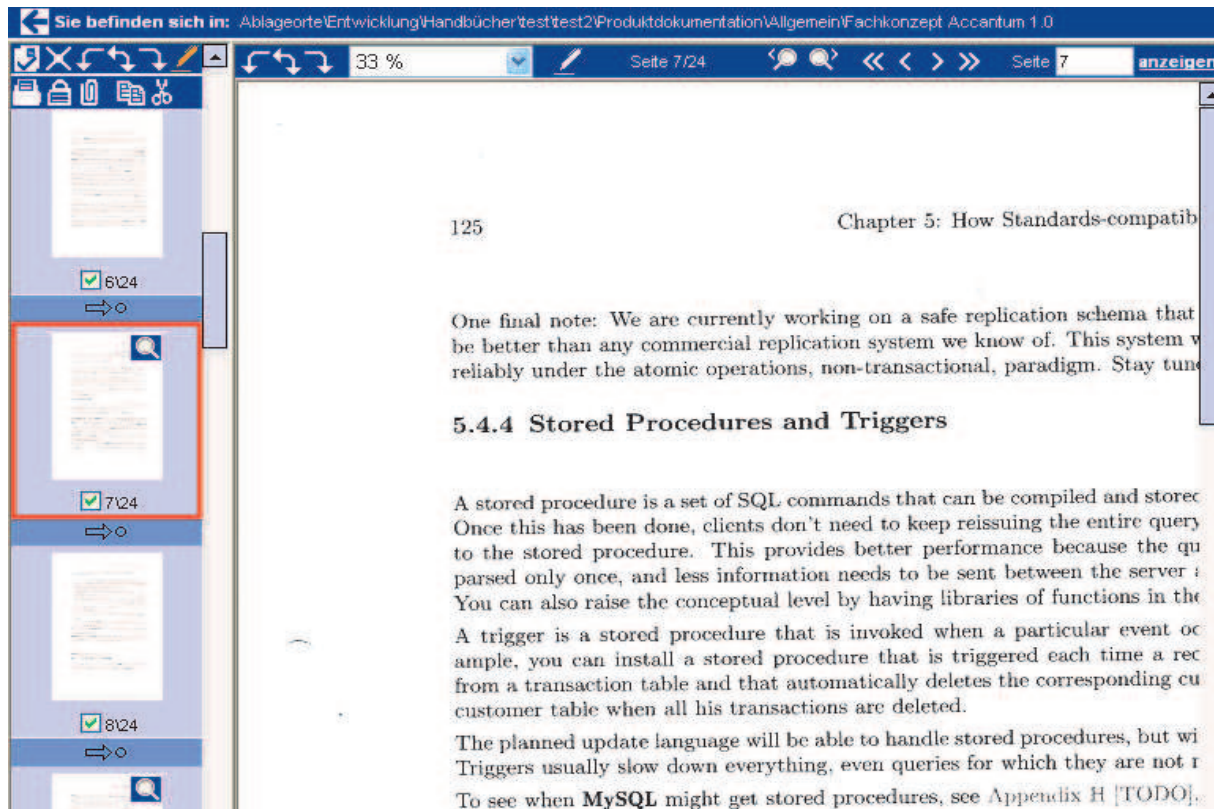 Sie befinden sich in: Ablageorte\Entwicklung\Handbücher\test\test2\Produktdokumentation\Allgemein\Fachkonzept Accantum 1.0
33 % Seite 7/24 Seite 7 anzeigen
6\24
7\24
8\24
125 Chapter 5: How Standards-compatib
One final note: We are currently working on a safe replication schema that
be better than any commercial replication system we know of. This system w
reliably under the atomic operations, non-transactional, paradigm. Stay tune
5.4.4 Stored Procedures and Triggers
A stored procedure is a set of SQL commands that can be compiled and stored
Once this has been done, clients don't need to keep reissuing the entire query
to the stored procedure. This provides better performance because the qu
parsed only once, and less information needs to be sent between the server a
You can also raise the conceptual level by having libraries of functions in the
A trigger is a stored procedure that is invoked when a particular event oc
ample, you can install a stored procedure that is triggered each time a rec
from a transaction table and that automatically deletes the corresponding cu
customer table when all his transactions are deleted.
The planned update language will be able to handle stored procedures, but wi
Triggers usually slow down everything, even queries for which they are not
To see when MySQL might get stored procedures, see Appendix H [TODO],